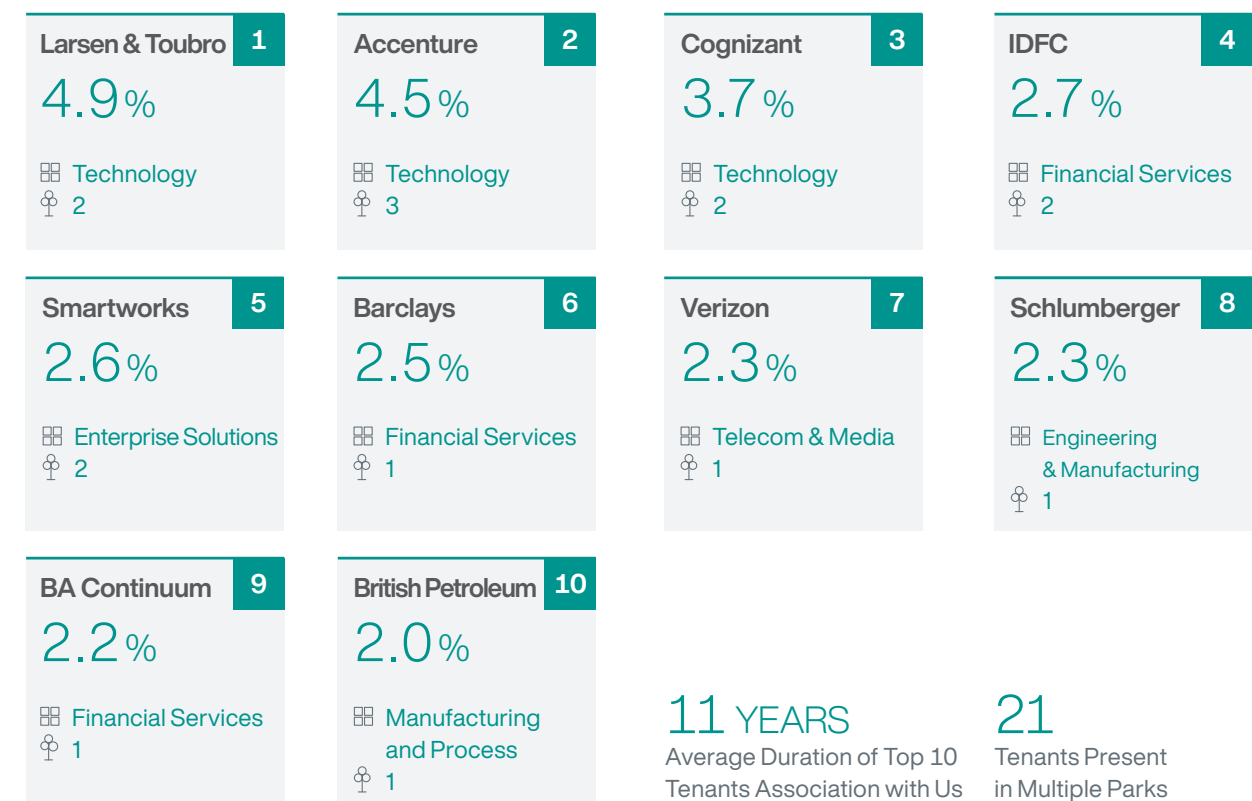 Larsen & Toubro 1
4.9%
Technology
2
Accenture 2
4.5%
Technology
3
Cognizant 3
3.7%
Technology
2
IDFC 4
2.7%
Financial Services
2
Smartworks 5
2.6%
Enterprise Solutions
2
Barclays 6
2.5%
Financial Services
1
Verizon 7
2.3%
Telecom & Media
1
Schlumberger 8
2.3%
Engineering
& Manufacturing
1
BA Continuum 9
2.2%
Financial Services
1
British Petroleum 10
2.0%
Manufacturing
and Process
1
11 YEARS
Average Duration of Top 10
Tenants Association with Us
21
Tenants Present
in Multiple Parks